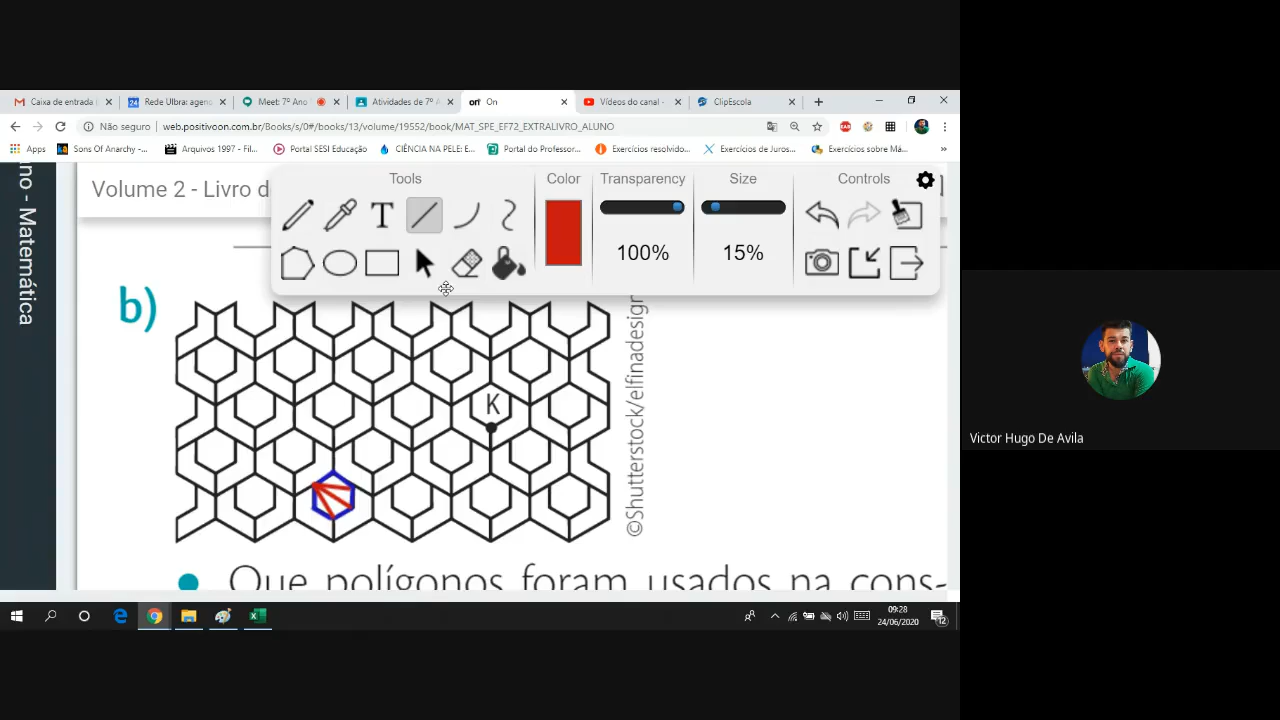 Caixa de entrada
Rede Ulbra: agen
Meet: 7º Ano
Atividades de 7º A
On
Vídeos do canal -
ClipEscola
Não seguro
web.positivoon.com.br/Books/s/0#/books/13/volume/19552/book/MAT_SPE_EF72_EXTRALIVRO_ALUNO
Apps
Sons Of Anarchy -...
Arquivos 1997 - Fil...
Portal SESI Educação
CIÊNCIA NA PELE: E...
Portal do Professor...
Exercícios resolvido...
Exercícios de Juros...
Exercícios sobre Má...
no - Matemática
Volume 2 - Livro d
Tools
Color
Transparency
Size
Controls
T
100%
15%
b)
K
©Shutterstock/elfinadesign
Que polígonos foram usados na cons-
09:28
24/06/2020
12
Victor Hugo De Avila